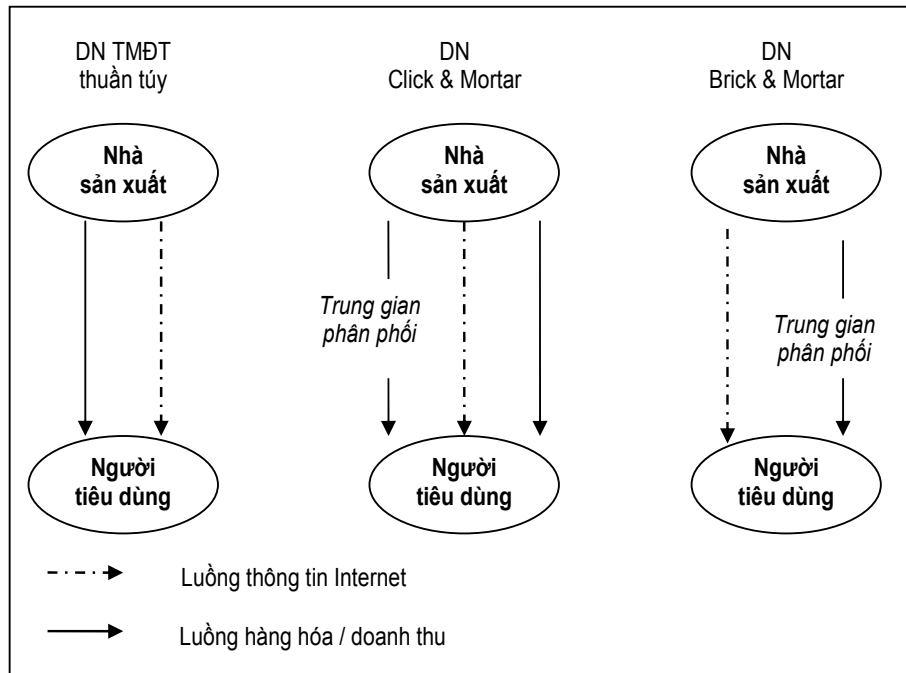 DN TMĐT
thuần túy
DN
Click & Mortar
DN
Brick & Mortar
Nhà
sản xuất
Nhà
sản xuất
Nhà
sản xuất
Trung gian
phân phối
Trung gian
phân phối
Người
tiêu dùng
Người
tiêu dùng
Người
tiêu dùng
Luồng thông tin Internet
Luồng hàng hóa / doanh thu